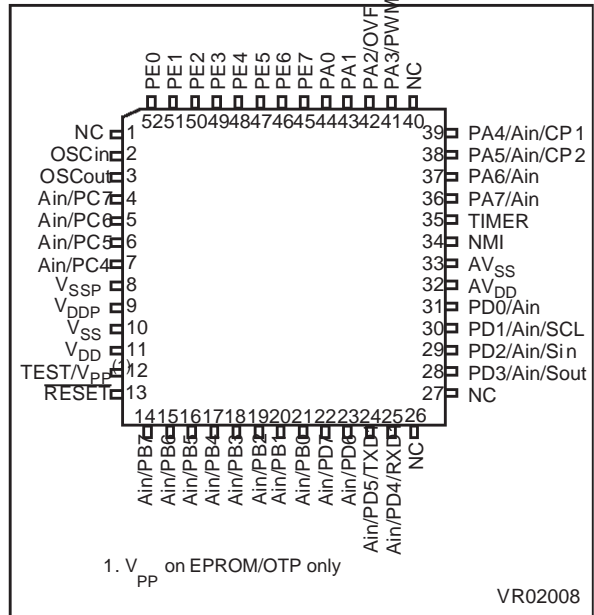 PE0
PE1
PE2
PE3
PE4
PE5
PE6
PE7
PA0
PA1
PA2/OVF
PA3/PWM
NC
52 51 50 49 48 47 46 45 44 43 42 41 40
NC 1
OSCin 2
OSCout 3
Ain/PC7 4
Ain/PC6 5
Ain/PC5 6
Ain/PC4 7
VSSP 8
VDDP 9
VSS 10
VDD 11
TEST/VPP(1) 12
RESET 13
39 PA4/Ain/CP1
38 PA5/Ain/CP2
37 PA6/Ain
36 PA7/Ain
35 TIMER
34 NMI
33 AVSS
32 AVDD
31 PD0/Ain
30 PD1/Ain/SCL
29 PD2/Ain/Sin
28 PD3/Ain/Sout
27 NC
14 15 16 17 18 19 20 21 22 23 24 25 26
Ain/PB7
Ain/PB6
Ain/PB5
Ain/PB4
Ain/PB3
Ain/PB2
Ain/PB1
Ain/PB0
Ain/PD7
Ain/PD6
Ain/PD5/TXD1
Ain/PD4/RXD1
NC
1. VPP on EPROM/OTP only
VR02008